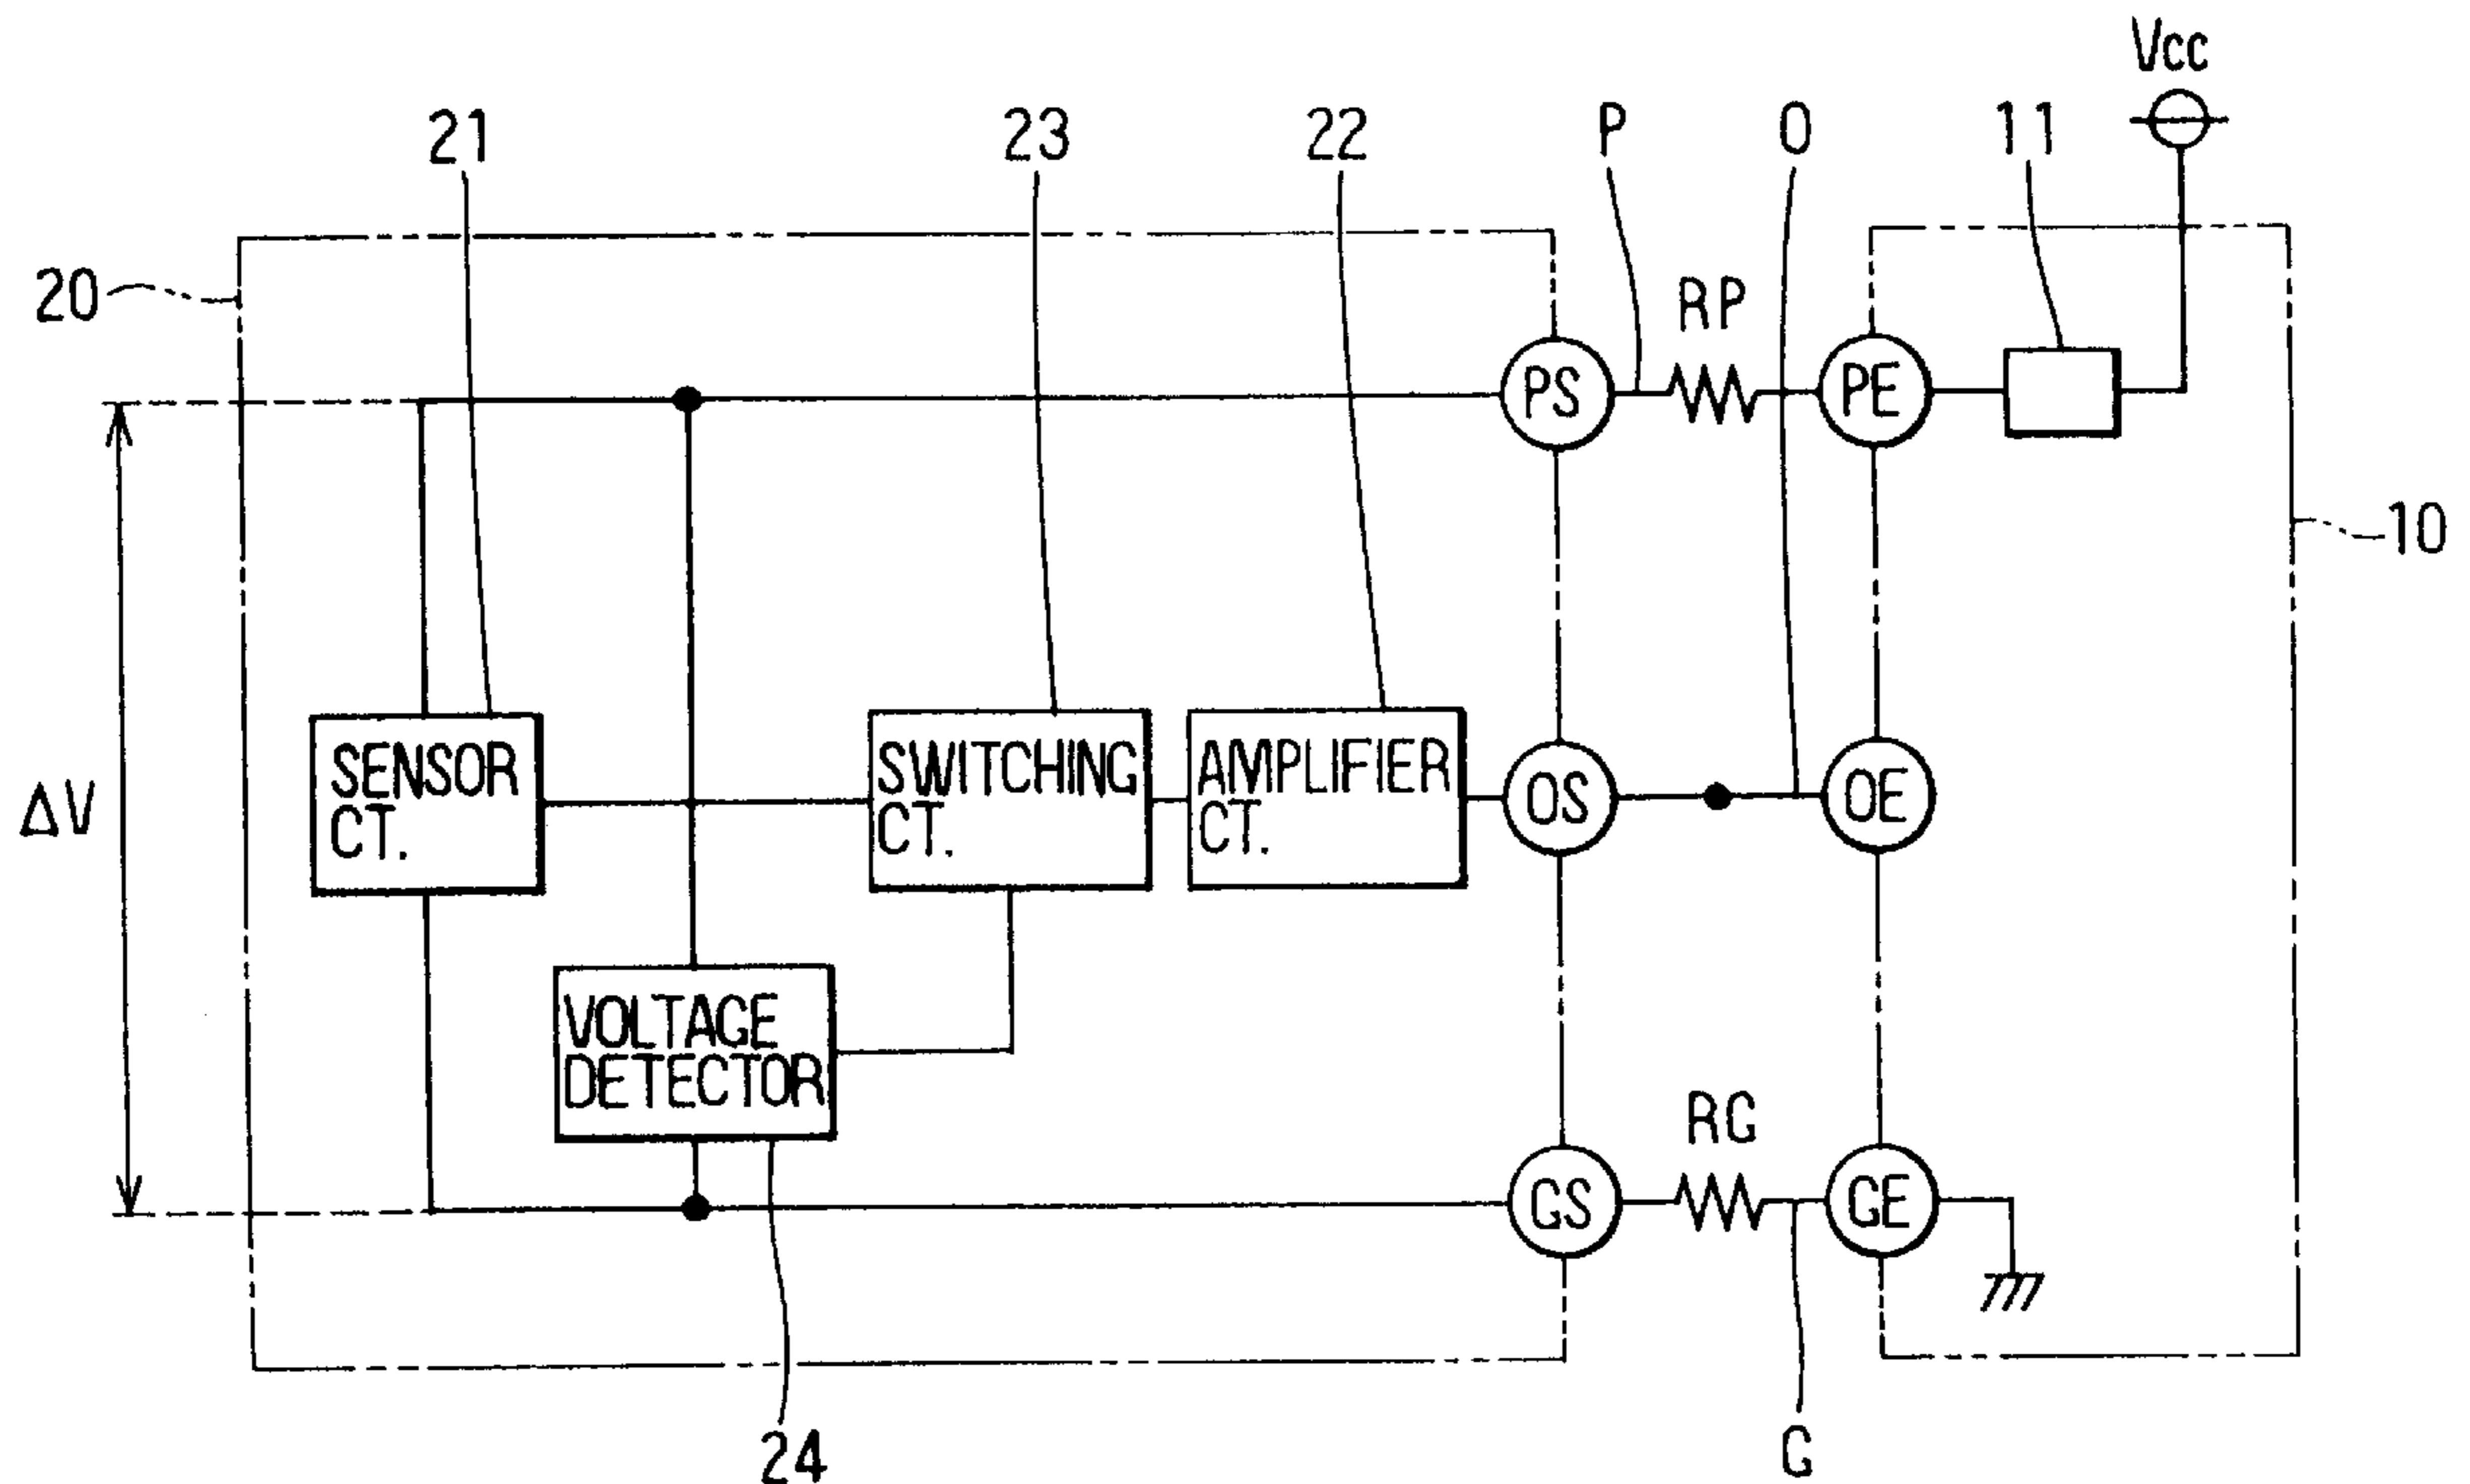 Vcc
21
23
22
P
O
11
20
RP
PS
PE
10
ΔV
SENSOR
CT.
SWITCHING
CT.
AMPLIFIER
CT.
OS
OE
VOLTAGE
DETECTOR
RG
GS
GE
24
G